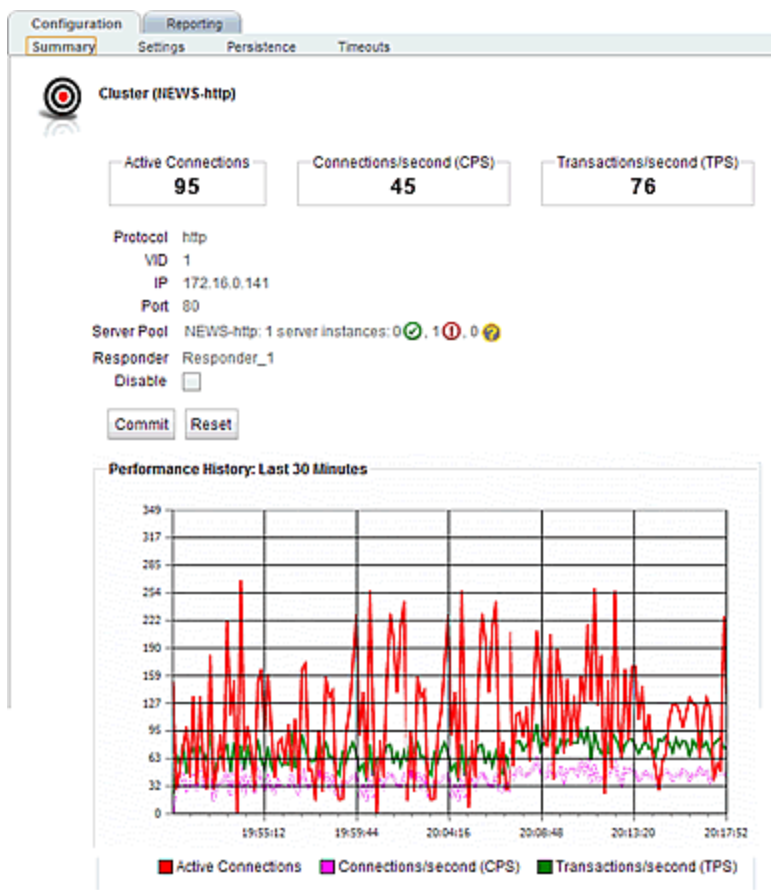 Configuration Reporting
Summary Settings Persistence Timeouts
Cluster (NEWS-http)
Active Connections Connections/second (CPS) Transactions/second (TPS)
95 45 76
Protocol http
VID 1
IP 172.16.0.141
Port 80
Server Pool NEWS-http: 1 server instances: 0 , 1 , 0
Responder Responder_1
Disable
Commit Reset
Performance History: Last 30 Minutes
349
317
285
254
222
190
159
127
95
63
32
0
19:55:12 19:59:44 20:04:16 20:08:48 20:13:20 20:17:52
Active Connections Connections/second (CPS) Transactions/second (TPS)